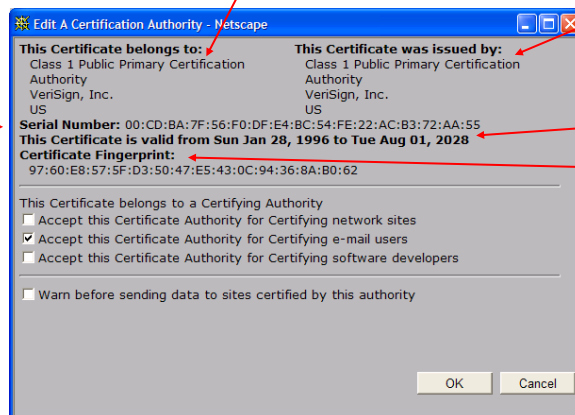 Edit A Certification Authority - Netscape
This Certificate belongs to:
Class 1 Public Primary Certification
Authority
VeriSign, Inc.
US
This Certificate was issued by:
Class 1 Public Primary Certification
Authority
VeriSign, Inc.
US
Serial Number: 00:CD:BA:7F:56:F0:DF:E4:BC:54:FE:22:AC:B3:72:AA:55
This Certificate is valid from Sun Jan 28, 1996 to Tue Aug 01, 2028
Certificate Fingerprint:
97:60:E8:57:5F:D3:50:47:E5:43:0C:94:36:8A:B0:62
This Certificate belongs to a Certifying Authority
Accept this Certificate Authority for Certifying network sites
Accept this Certificate Authority for Certifying e-mail users
Accept this Certificate Authority for Certifying software developers
Warn before sending data to sites certified by this authority
OK Cancel